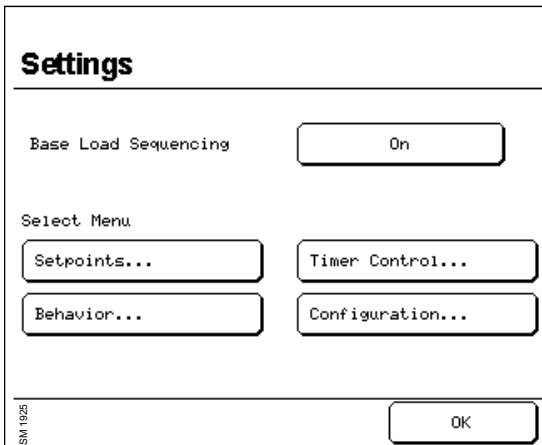 Settings
Base Load Sequencing On
Select Menu
Setpoints... Timer Control...
Behavior... Configuration...
OK
SM 1925